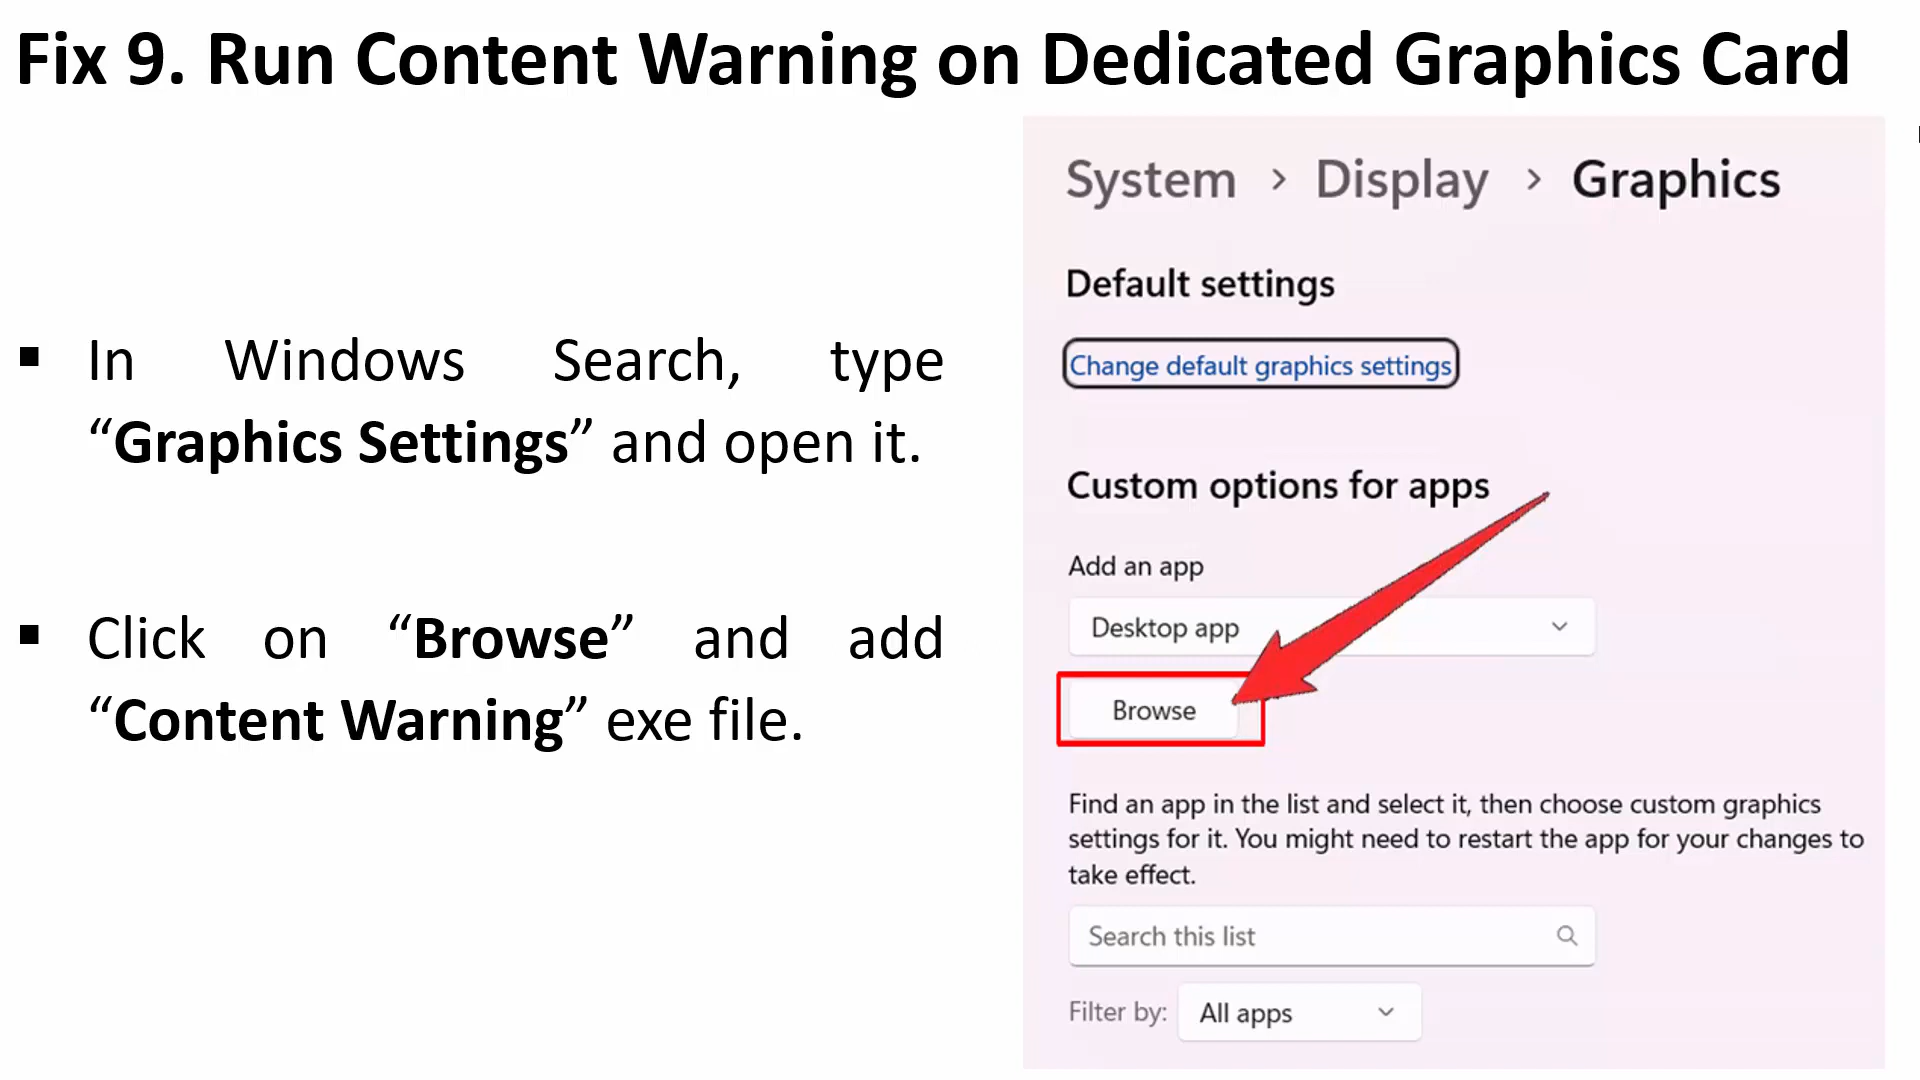 Fix 9. Run Content Warning on Dedicated Graphics Card
▪ In Windows Search, type
“Graphics Settings” and open it.
▪ Click on “Browse” and add
“Content Warning” exe file.
System > Display > Graphics
Default settings
Change default graphics settings
Custom options for apps
Add an app
Desktop app
Browse
Find an app in the list and select it, then choose custom graphics
settings for it. You might need to restart the app for your changes to
take effect.
Search this list
Filter by: All apps